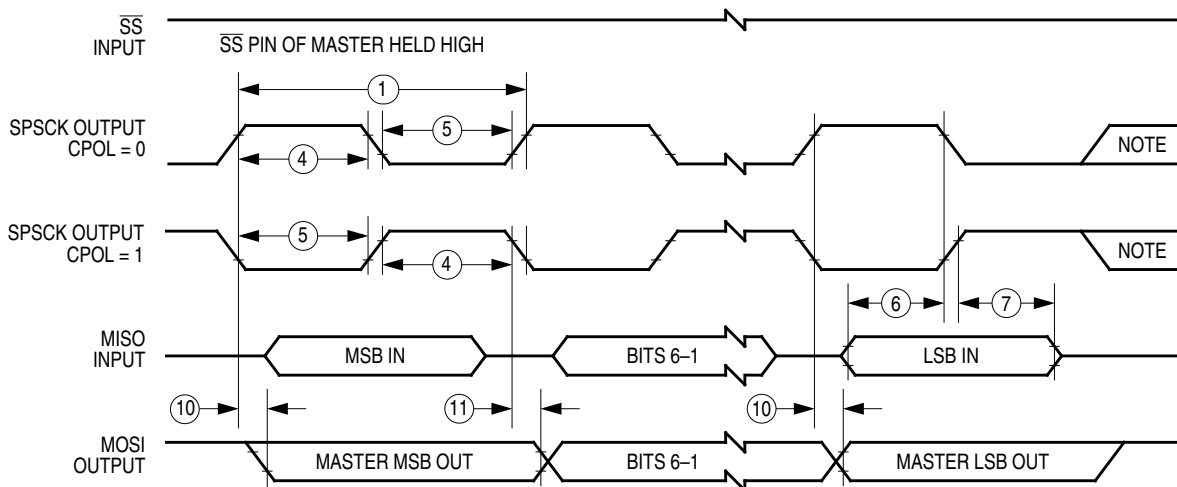 SS
INPUT
SS PIN OF MASTER HELD HIGH
1
SPSCK OUTPUT
CPOL = 0
5
4
NOTE
SPSCK OUTPUT
CPOL = 1
5
4
NOTE
6
7
MISO
INPUT
MSB IN
BITS 6–1
LSB IN
10
11
10
MOSI
OUTPUT
MASTER MSB OUT
BITS 6–1
MASTER LSB OUT